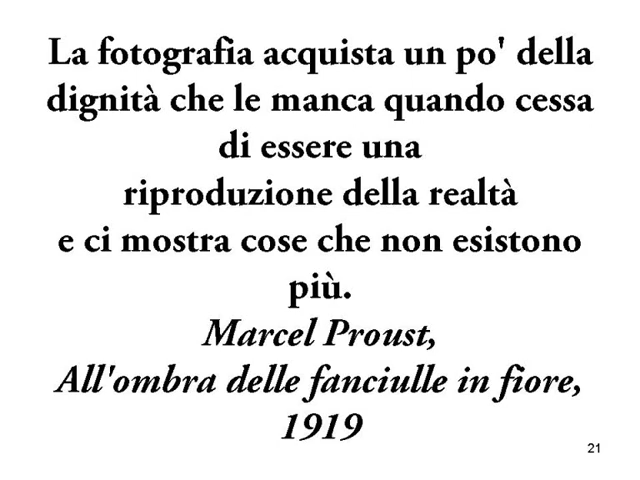 La fotografia acquista un po' della
dignità che le manca quando cessa
di essere una
riproduzione della realtà
e ci mostra cose che non esistono
più.
Marcel Proust,
All'ombra delle fanciulle in fiore,
1919
21